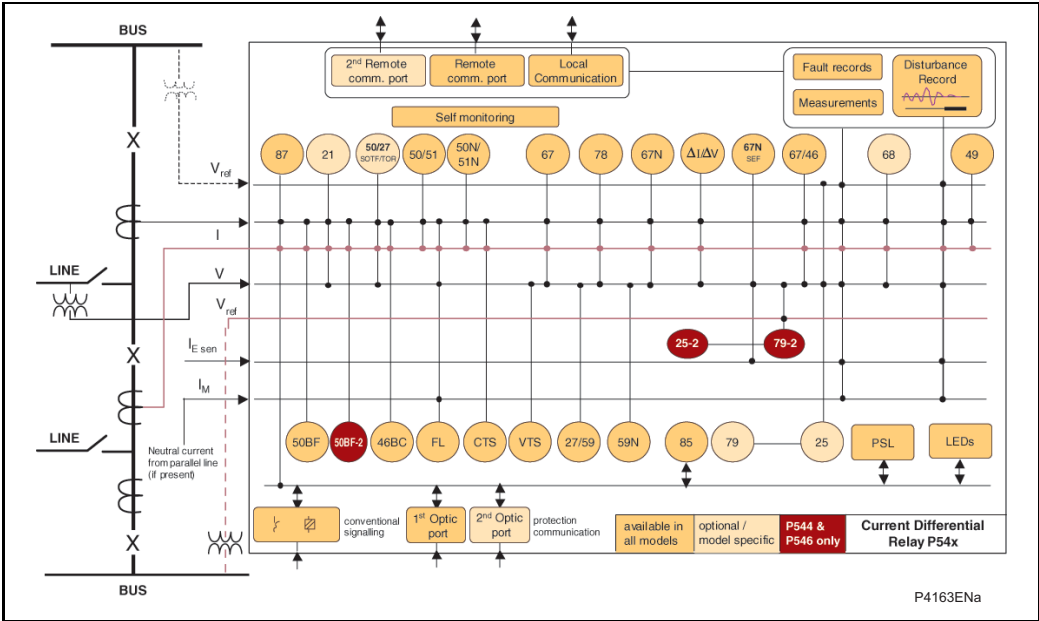 BUS
2nd Remote
comm. port
Remote
comm. port
Local
Communication
Fault records
Measurements
Disturbance
Record
Self monitoring
87
21
50/27
SOTF/TOR
50/51
50N/
51N
67
78
67N
ΔI/ΔV
67N
SEF
67/46
68
49
Vref
I
LINE
V
Vref
IE sen
IM
25-2
79-2
LINE
Neutral current
from parallel line
(if present)
50BF
50BF-2
46BC
FL
CTS
VTS
27/59
59N
85
79
25
PSL
LEDs
conventional
signalling
1st Optic
port
2nd Optic
port
protection
communication
available in
all models
optional /
model specific
P544 &
P546 only
Current Differential
Relay P54x
BUS
P4163ENa